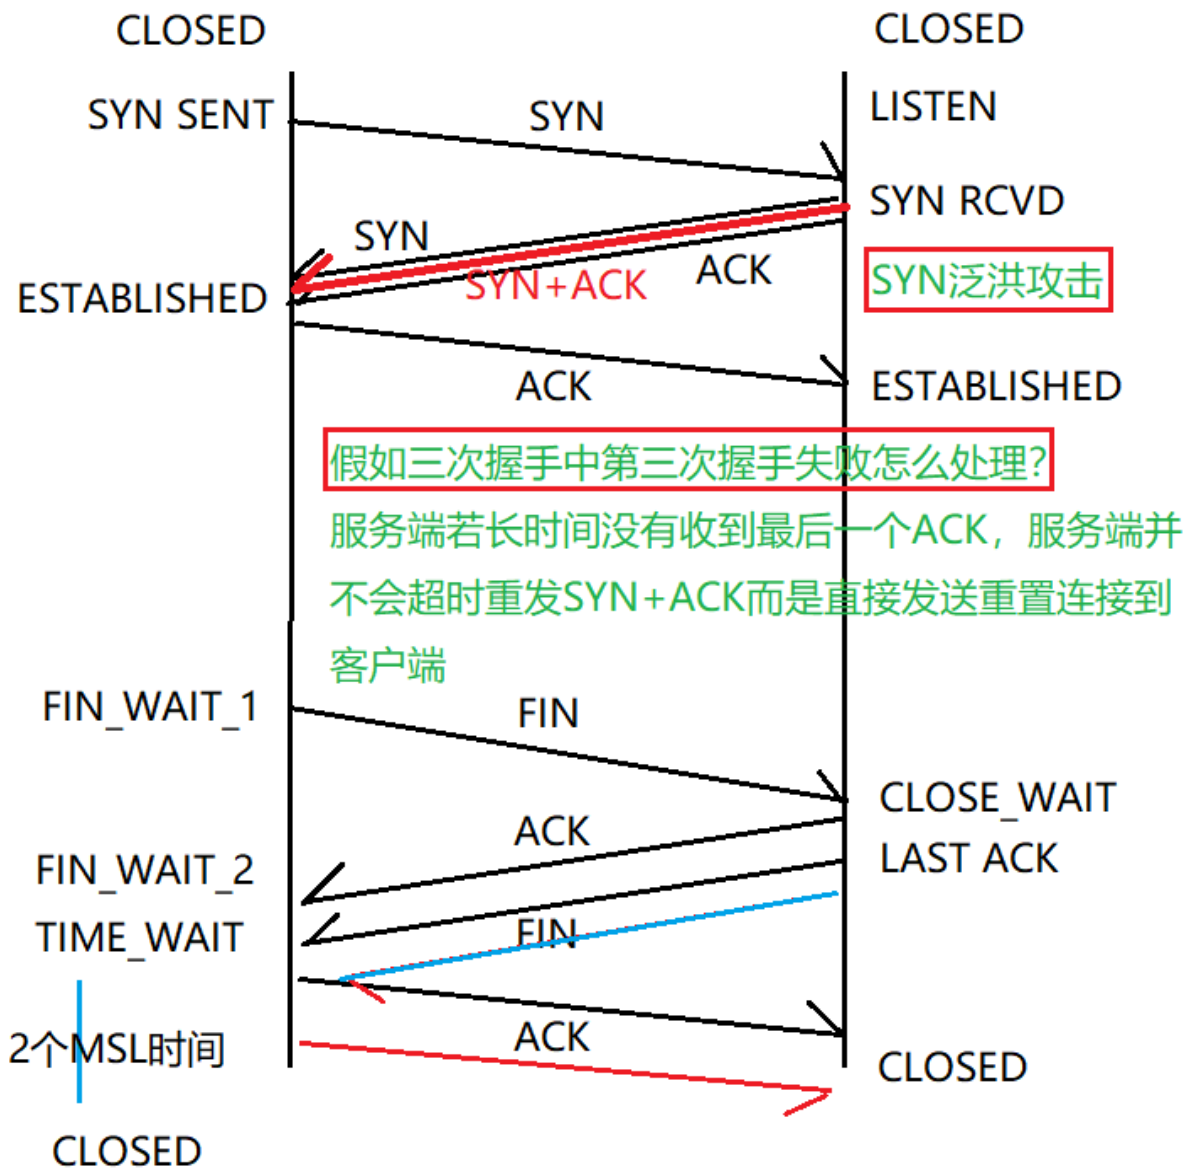 CLOSED
CLOSED
SYN SENT
SYN
LISTEN
SYN RCVD
SYN
ACK
SYN+ACK
SYN泛洪攻击
ESTABLISHED
ACK
ESTABLISHED
假如三次握手中第三次握手失败怎么处理?
服务端若长时间没有收到最后一个ACK，服务端并
不会超时重发SYN+ACK而是直接发送重置连接到
客户端
FIN_WAIT_1
FIN
CLOSE_WAIT
ACK
LAST ACK
FIN_WAIT_2
TIME_WAIT
FIN
ACK
2个MSL时间
CLOSED
CLOSED